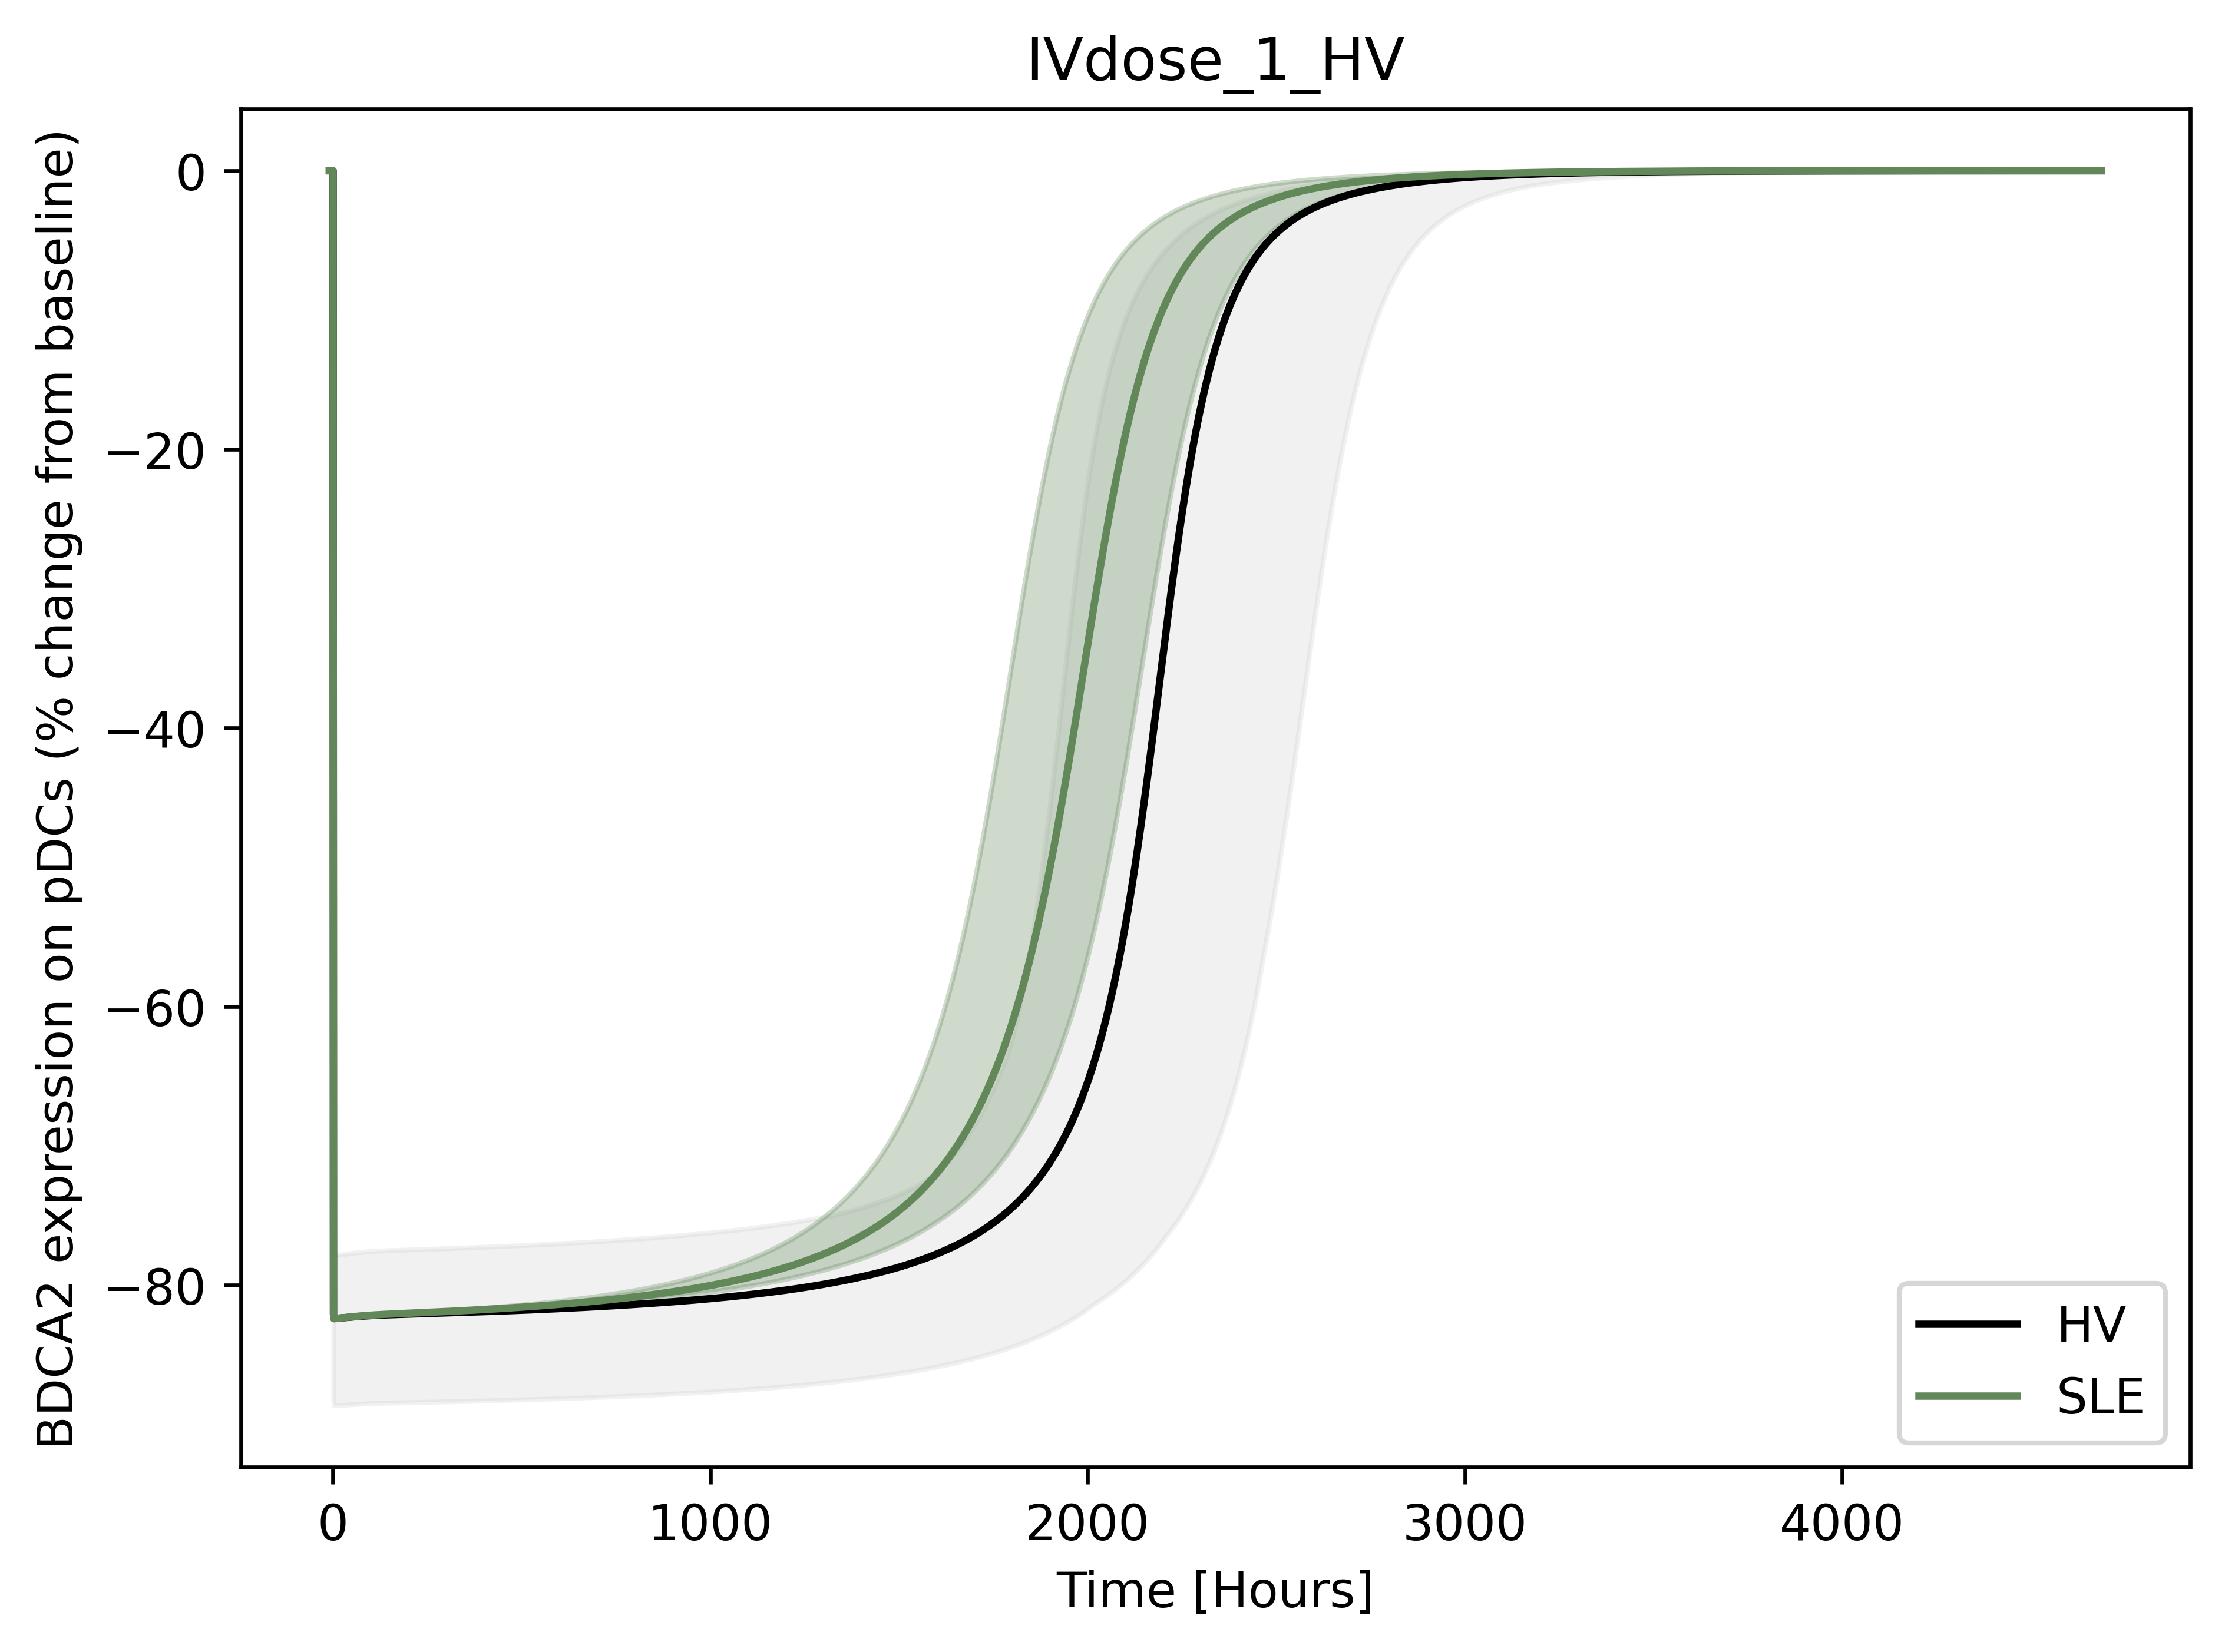 IVdose_1_HV
BDCA2 expression on pDCs (% change from baseline)
0
−20
−40
−60
−80
HV
SLE
0 1000 2000 3000 4000
Time [Hours]